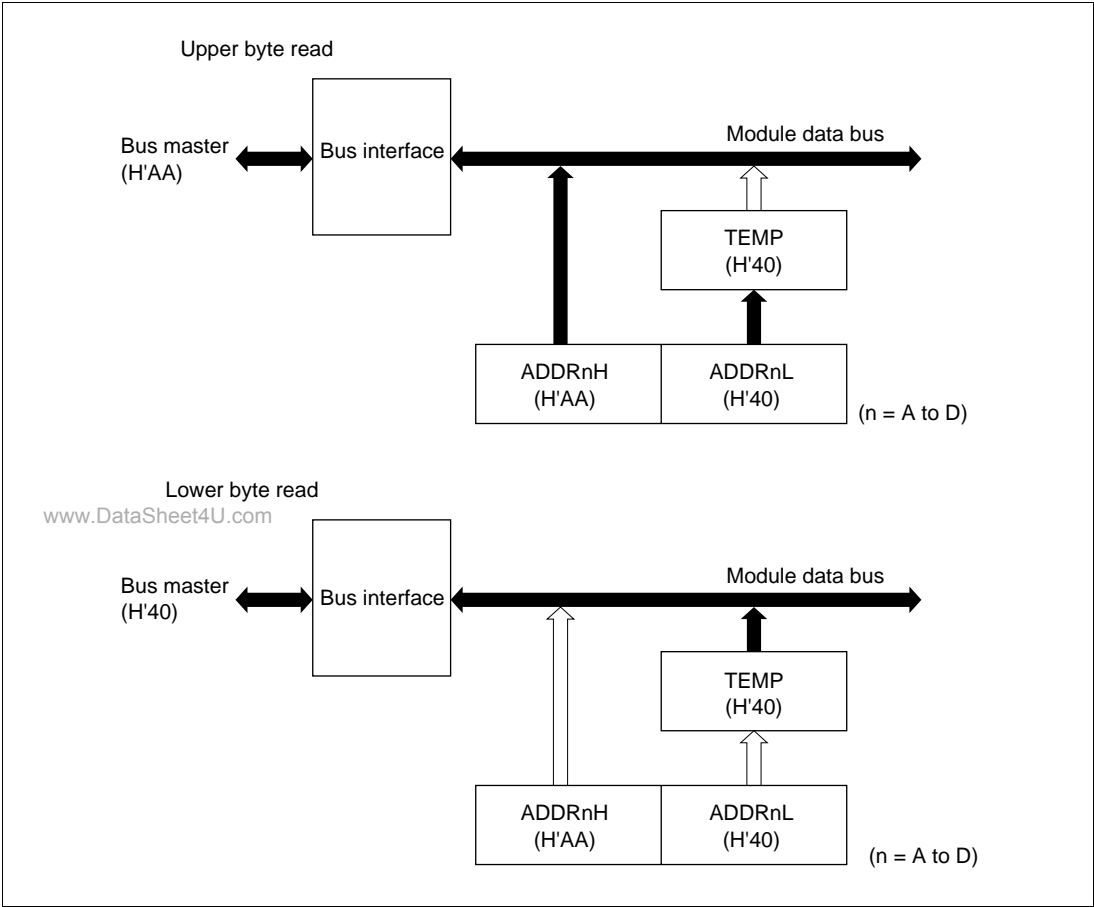 Upper byte read
Bus master
(H'AA)
Bus interface
Module data bus
TEMP
(H'40)
ADDRnH
(H'AA)
ADDRnL
(H'40)
(n = A to D)
Lower byte read
www.DataSheet4U.com
Bus master
(H'40)
Bus interface
Module data bus
TEMP
(H'40)
ADDRnH
(H'AA)
ADDRnL
(H'40)
(n = A to D)